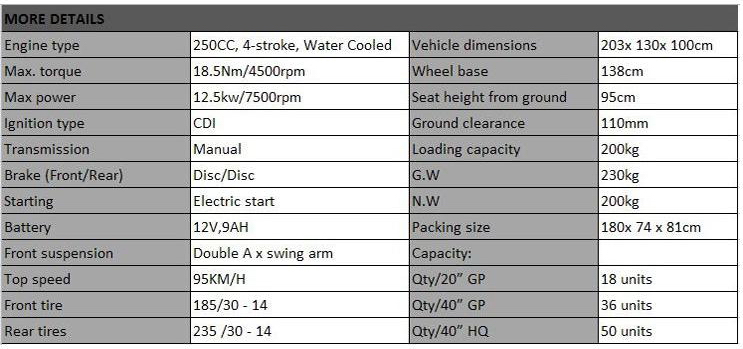 MORE DETAILS
Engine type 250CC, 4-stroke, Water Cooled Vehicle dimensions 203x 130x 100cm
Max. torque 18.5Nm/4500rpm Wheel base 138cm
Max power 12.5kw/7500rpm Seat height from ground 95cm
Ignition type CDI Ground clearance 110mm
Transmission Manual Loading capacity 200kg
Brake (Front/Rear) Disc/Disc G.W 230kg
Starting Electric start N.W 200kg
Battery 12V,9AH Packing size 180x 74 x 81cm
Front suspension Double A x swing arm Capacity:
Top speed 95KM/H Qty/20” GP 18 units
Front tire 185/30 - 14 Qty/40” GP 36 units
Rear tires 235 /30 - 14 Qty/40” HQ 50 units